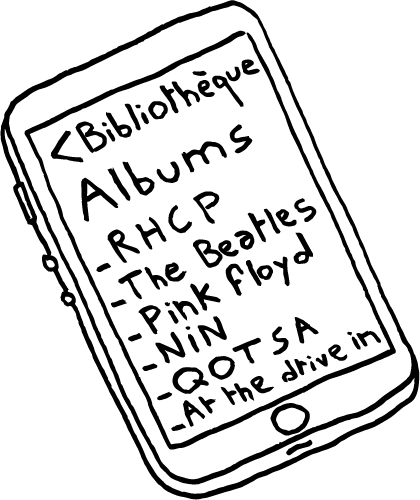 <Bibliothèque
Albums
-RHCP
-The Beatles
-Pink Floyd
-NiN
-QOTSA
-At the drive in